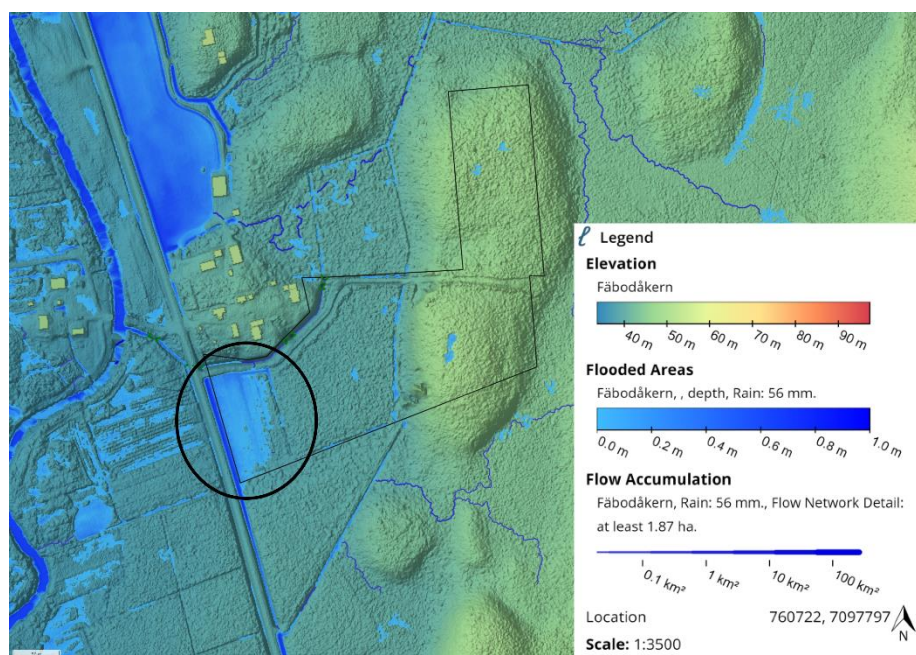 Legend
Elevation
Fäbodåkern
40 m 50 m 60 m 70 m 80 m 90 m
Flooded Areas
Fäbodåkern, , depth, Rain: 56 mm.
0.0 m 0.2 m 0.4 m 0.6 m 0.8 m 1.0 m
Flow Accumulation
Fäbodåkern, Rain: 56 mm., Flow Network Detail:
at least 1.87 ha.
0.1 km² 1 km² 10 km² 100 km²
Location 760722, 7097797
Scale: 1:3500
N